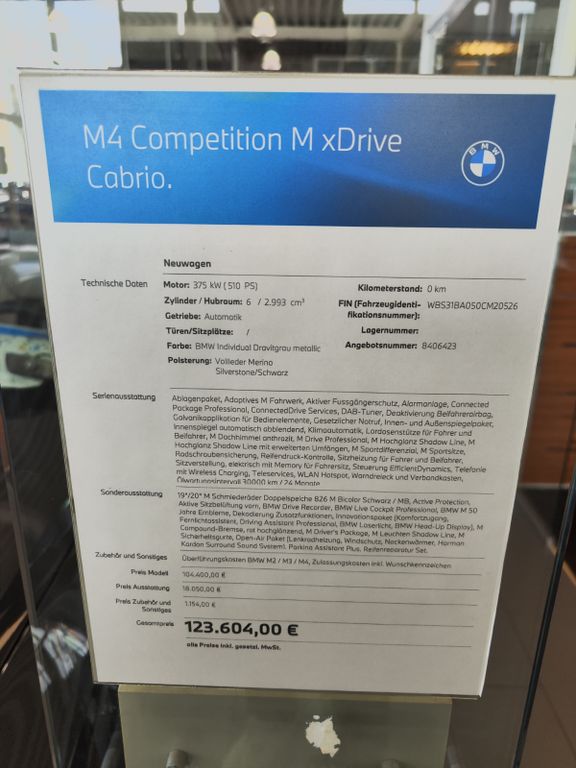 M4 Competition M xDrive
Cabrio.
BMW
Neuwagen
Technische Daten
Motor: 375 kW ( 510 PS)
Zylinder / Hubraum: 6 / 2.993 cm³
Getriebe: Automatik
Türen/Sitzplätze: /
Farbe: BMW Individual Dravitgrau metallic
Polsterung: Volleder Merino
Silverstone/Schwarz
Kilometerstand: 0 km
FIN (Fahrzeugidenti- WBS31BA050CM20526
fikationsnummer):
Lagernummer:
Angebotsnummer: 8406423
Serienausstattung
Ablagenpaket, Adaptives M Fahrwerk, Aktiver Fussgängerschutz, Alarmanlage, Connected
Package Professional, ConnectedDrive Services, DAB-Tuner, Deaktivierung Beifahrerairbag,
Galvanikapplikation für Bedienelemente, Gesetzlicher Notruf, Innen- und Außenspiegelpaket,
Innenspiegel automatisch abblendend, Klimaautomatik, Lordosenstütze für Fahrer und
Beifahrer, M Dachhimmel anthrazit, M Drive Professional, M Hochglanz Shadow Line, M
Hochglanz Shadow Line mit erweiterten Umfängen, M Sportdifferenzial, M Sportsitze,
Radschraubensicherung, Reifendruck-Kontrolle, Sitzheizung für Fahrer und Beifahrer,
Sitzverstellung, elektrisch mit Memory für Fahrersitz, Steuerung EfficientDynamics, Telefonie
mit Wireless Charging, Teleservices, WLAN Hotspot, Warndreieck und Verbandkasten,
Ölwartungsintervall 30000 km / 24 Monate
Sonderausstattung
19"/20" M Schmiederäder Doppelspeiche 826 M Bicolor Schwarz / MB, Active Protection,
Aktive Sitzbelüftung vorn, BMW Drive Recorder, BMW Live Cockpit Professional, BMW M 50
Jahre Embleme, Dekodierung Zusatzfunktionen, Innovationspaket [Komfortzugang,
Fernlichtassistent, Driving Assistant Professional, BMW Laserlicht, BMW Head-Up Display], M
Compound-Bremse, rot hochglänzend, M Driver's Package, M Leuchten Shadow Line, M
Sicherheitsgurte, Open-Air Paket [Lenkradheizung, Windschutz, Nackenwärmer, Harman
Kardon Surround Sound System], Parking Assistant Plus, Reifenreparatur Set,
Zubehör und Sonstiges
Überführungskosten BMW M2 / M3 / M4, Zulassungskosten inkl. Wunschkennzeichen
Preis Modell
104.400,00 €
Preis Ausstattung
18.050,00 €
Preis Zubehör und
Sonstiges
1.154,00 €
Gesamtpreis
123.604,00 €
alle Preise inkl. gesetzl. MwSt.